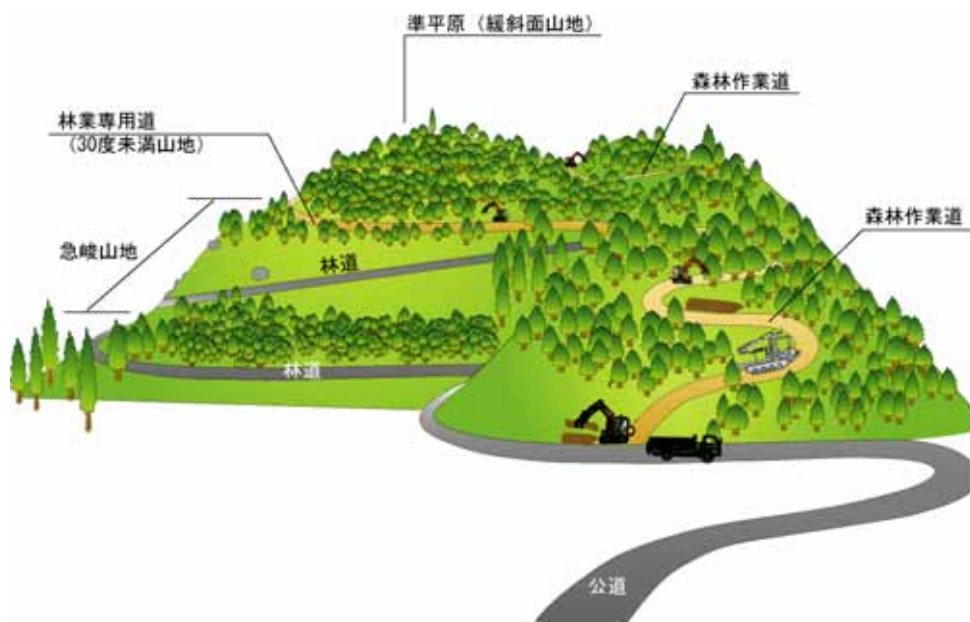 準平原（緩斜面山地）
森林作業道
林業専用道
（30度未満山地）
森林作業道
急峻山地
林道
林道
公道